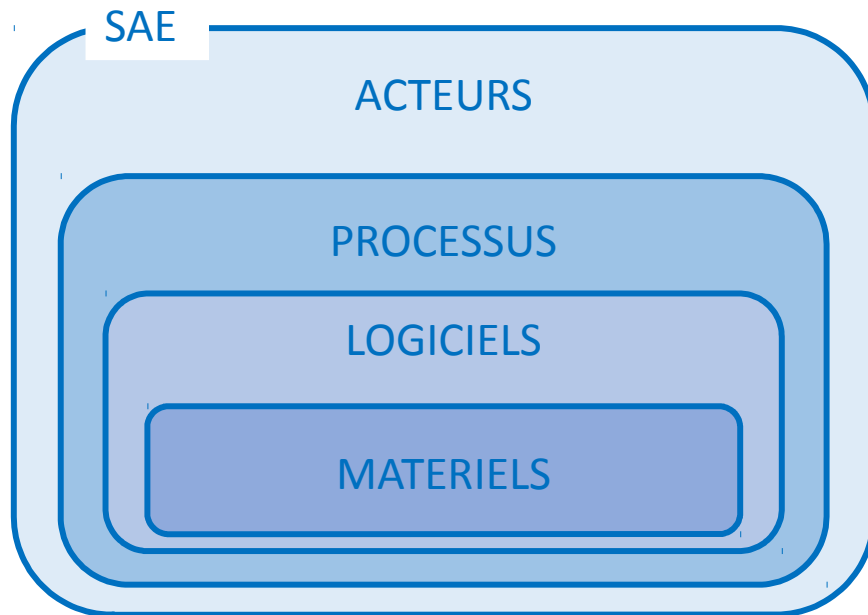 SAE
ACTEURS
PROCESSUS
LOGICIELS
MATERIELS